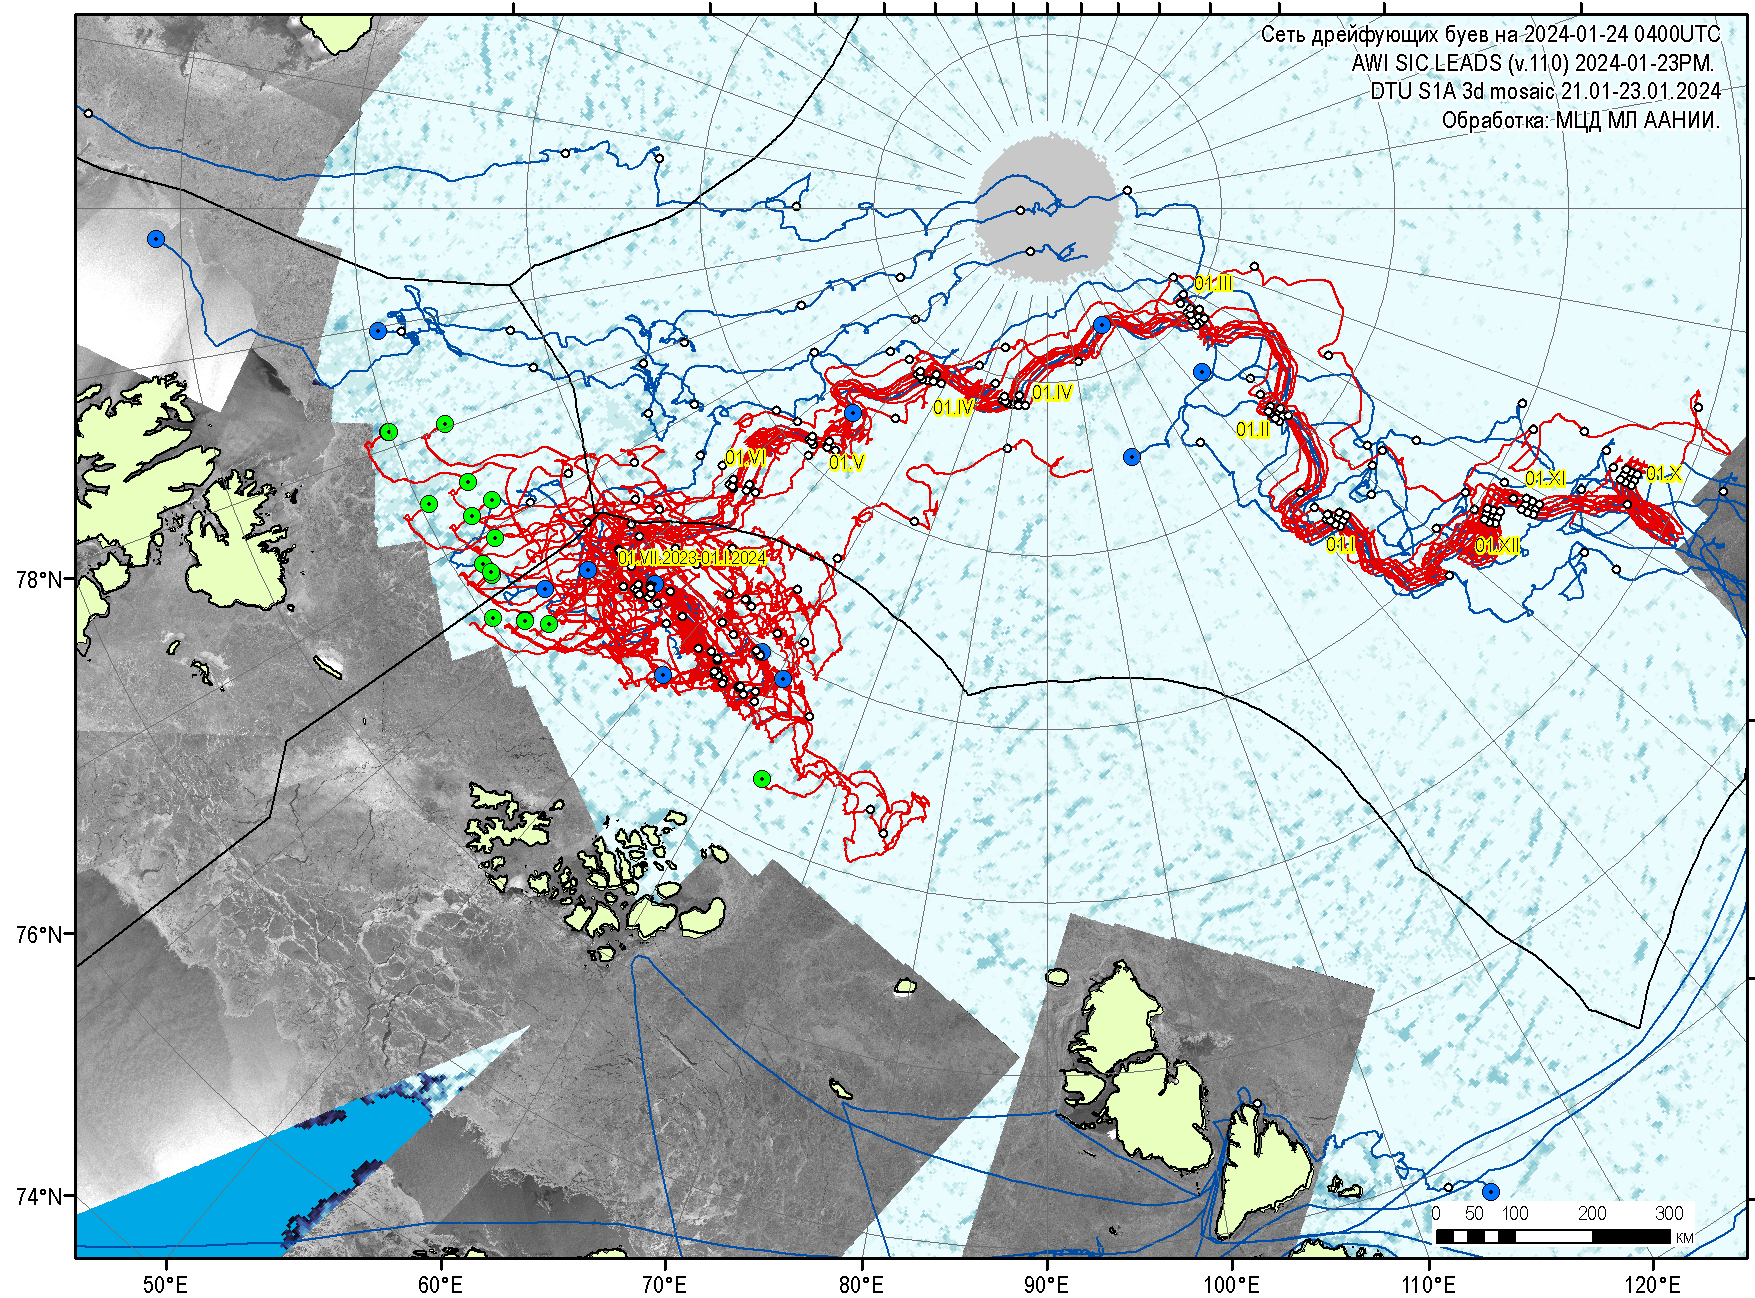 Сеть дрейфующих буев на 2024-01-24 0400UTC
AWI SIC LEADS (v.110) 2024-01-23PM.
DTU S1A 3d mosaic 21.01-23.01.2024
Обработка: МЦД МЛ ААНИИ.
01.III
01.IV
01.IV
01.II
01.VI
01.V
01.XI
01.X
01.I
01.XII
01.VII-2023-01.I-2024
78°N
76°N
74°N
0 50 100 200 300
КМ
50°E 60°E 70°E 80°E 90°E 100°E 110°E 120°E